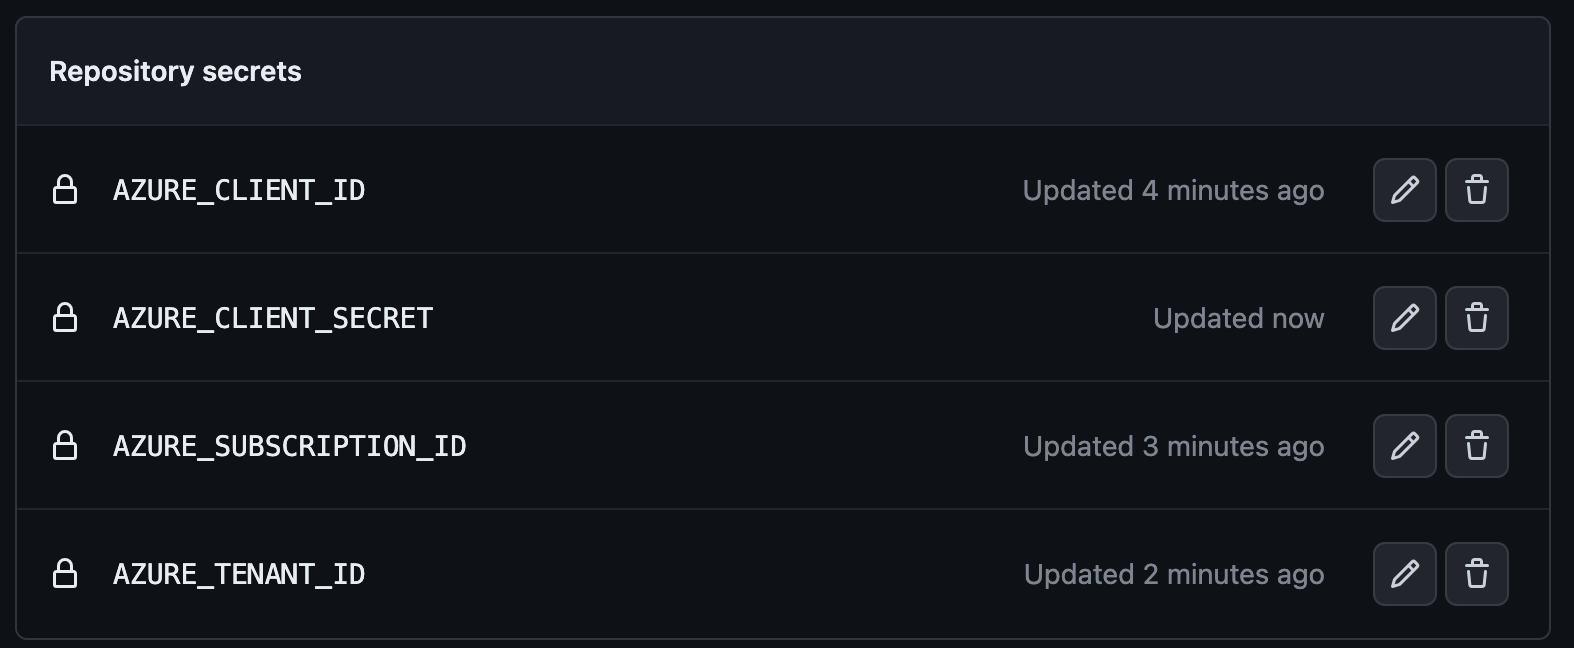 Repository secrets
AZURE_CLIENT_ID Updated 4 minutes ago
AZURE_CLIENT_SECRET Updated now
AZURE_SUBSCRIPTION_ID Updated 3 minutes ago
AZURE_TENANT_ID Updated 2 minutes ago